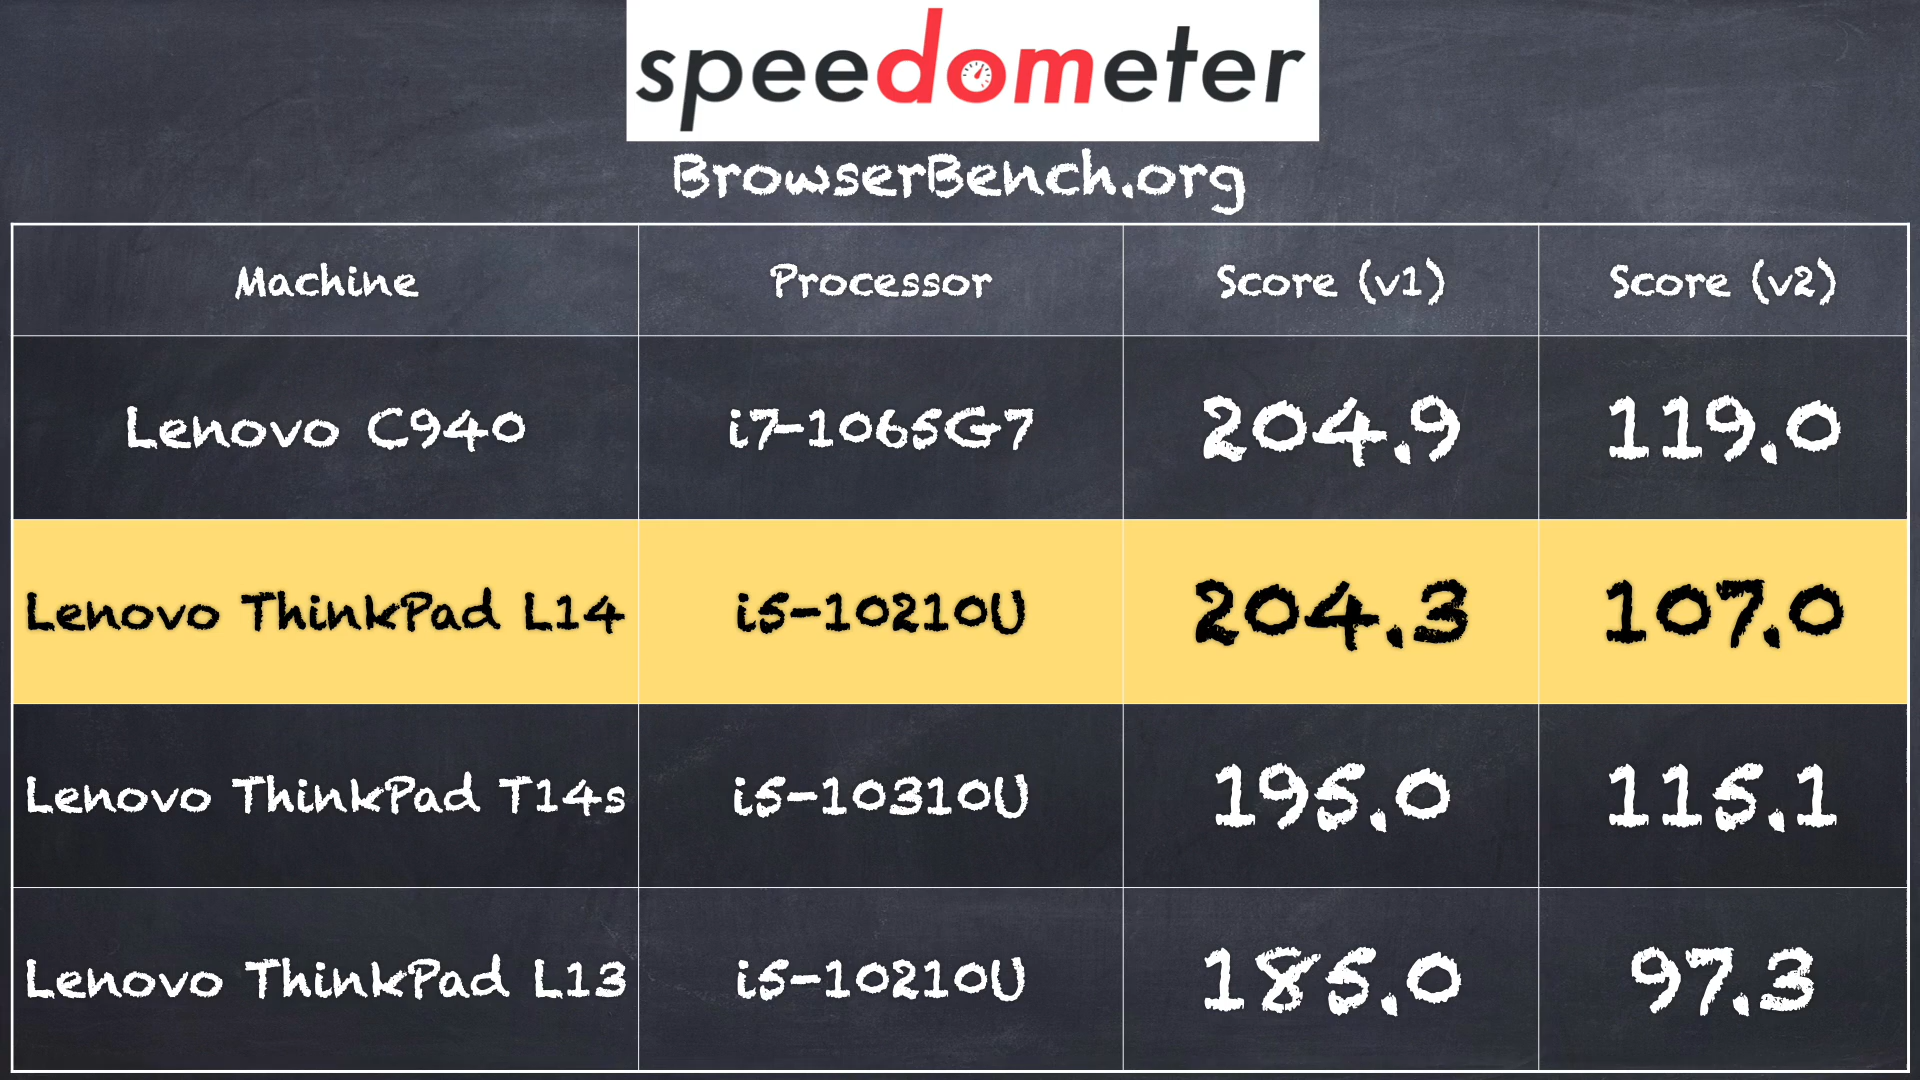 speedometer
BrowserBench.org
Machine Processor Score (v1) Score (v2)
Lenovo C940 i7-1065G7 204.9 119.0
Lenovo ThinkPad L14 i5-10210U 204.3 107.0
Lenovo ThinkPad T14s i5-10310U 195.0 115.1
Lenovo ThinkPad L13 i5-10210U 185.0 97.3